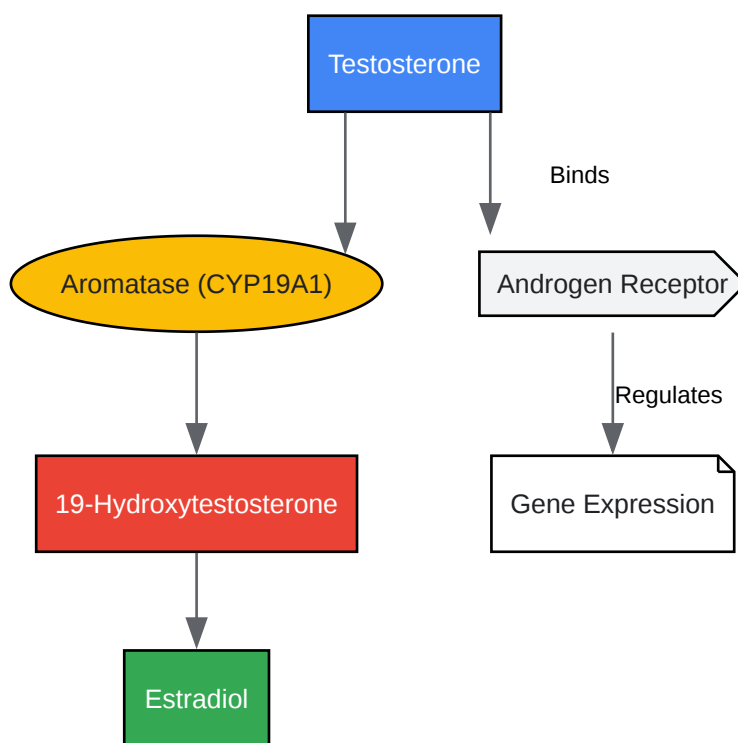 Testosterone
Binds
Aromatase (CYP19A1)
Androgen Receptor
Regulates
19-Hydroxytestosterone
Gene Expression
Estradiol